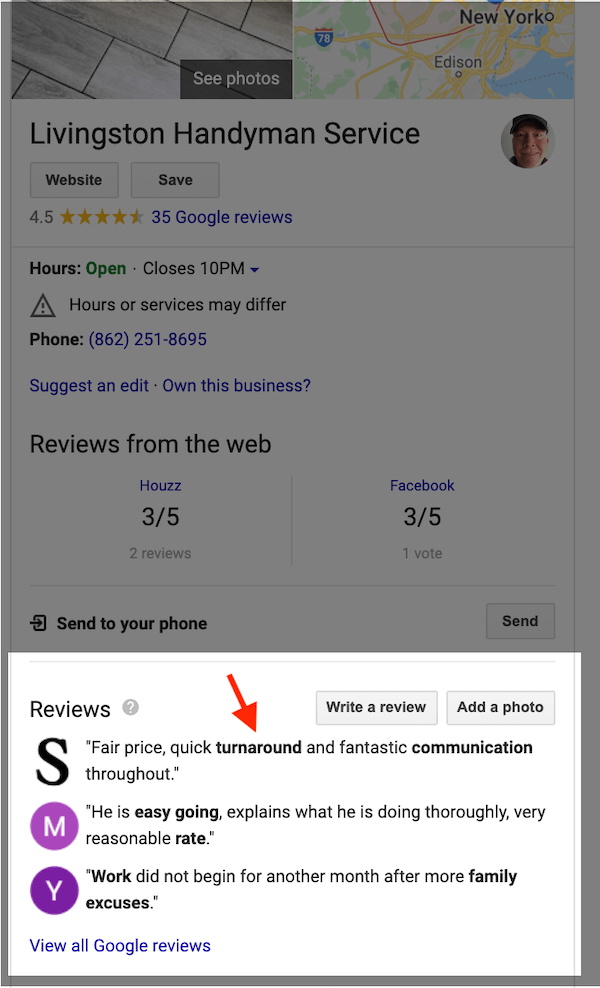 New York
78
Edison
See photos
Livingston Handyman Service
Website Save
4.5 35 Google reviews
Hours: Open · Closes 10PM
Hours or services may differ
Phone: (862) 251-8695
Suggest an edit · Own this business?
Reviews from the web
Houzz Facebook
3/5 3/5
2 reviews 1 vote
Send to your phone Send
Reviews ? Write a review Add a photo
S "Fair price, quick turnaround and fantastic communication
throughout."
M "He is easy going, explains what he is doing thoroughly, very
reasonable rate."
Y "Work did not begin for another month after more family
excuses."
View all Google reviews